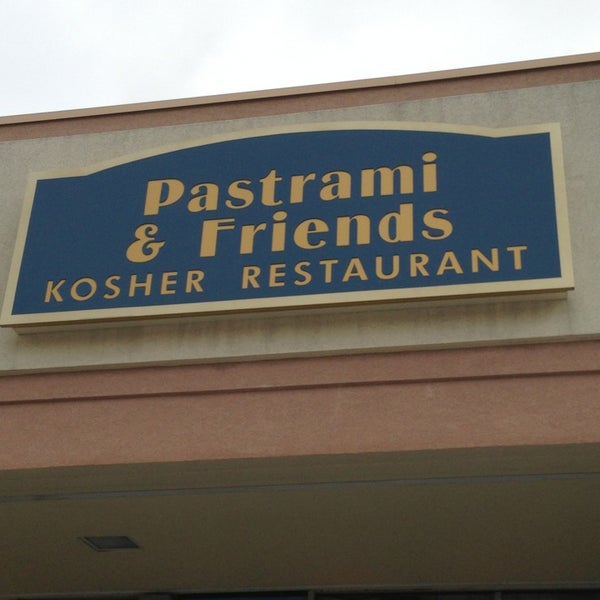 Pastrami
& Friends
KOSHER RESTAURANT